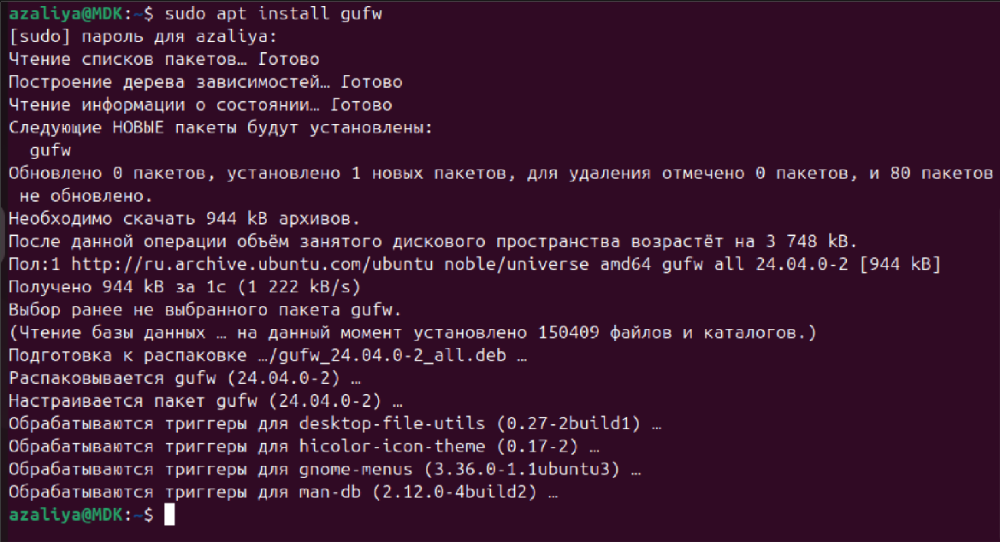 azaliya@MDK:~$ sudo apt install gufw
[sudo] пароль для azaliya:
Чтение списков пакетов… Готово
Построение дерева зависимостей… Готово
Чтение информации о состоянии… Готово
Следующие НОВЫЕ пакеты будут установлены:
  gufw
Обновлено 0 пакетов, установлено 1 новых пакетов, для удаления отмечено 0 пакетов, и 80 пакетов
 не обновлено.
Необходимо скачать 944 kB архивов.
После данной операции объём занятого дискового пространства возрастёт на 3 748 kB.
Пол:1 http://ru.archive.ubuntu.com/ubuntu noble/universe amd64 gufw all 24.04.0-2 [944 kB]
Получено 944 kB за 1с (1 222 kB/s)
Выбор ранее не выбранного пакета gufw.
(Чтение базы данных … на данный момент установлено 150409 файлов и каталогов.)
Подготовка к распаковке …/gufw_24.04.0-2_all.deb …
Распаковывается gufw (24.04.0-2) …
Настраивается пакет gufw (24.04.0-2) …
Обрабатываются триггеры для desktop-file-utils (0.27-2build1) …
Обрабатываются триггеры для hicolor-icon-theme (0.17-2) …
Обрабатываются триггеры для gnome-menus (3.36.0-1.1ubuntu3) …
Обрабатываются триггеры для man-db (2.12.0-4build2) …
azaliya@MDK:~$